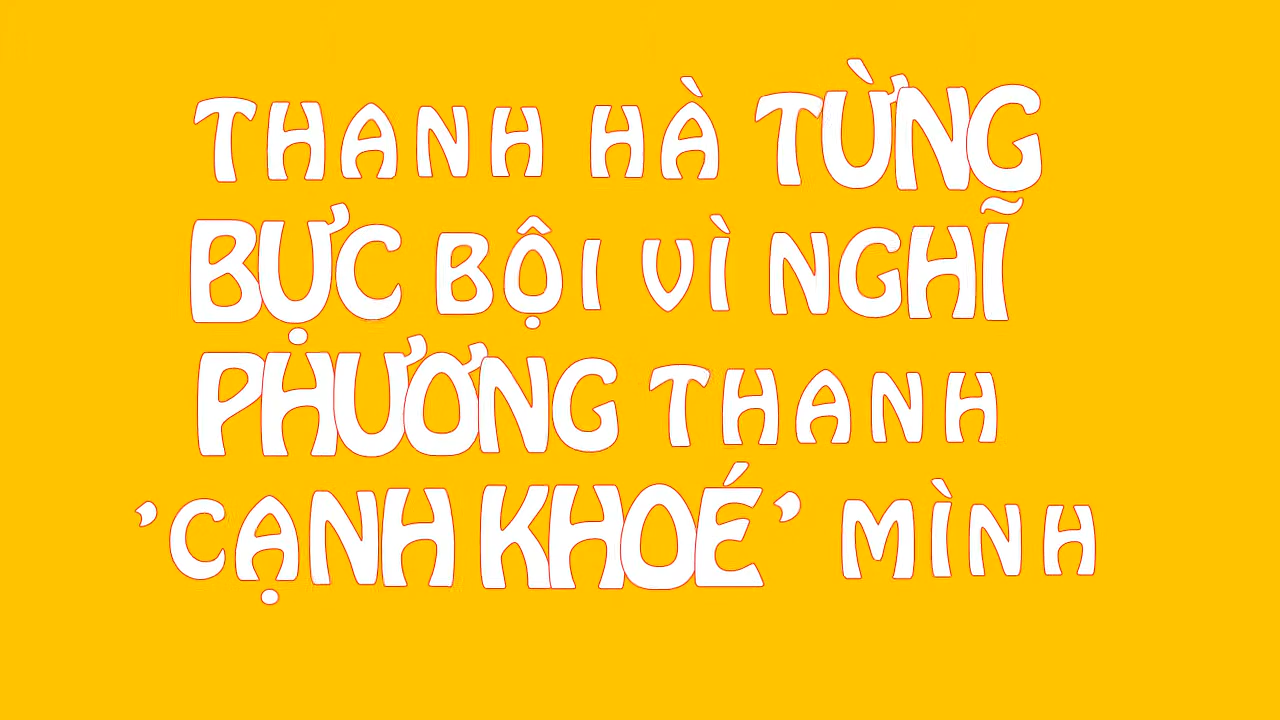 THANH HÀ TỪNG
BỰC BỘI VÌ NGHĨ
PHƯƠNG THANH
’CẠNH KHOÉ’ MÌNH